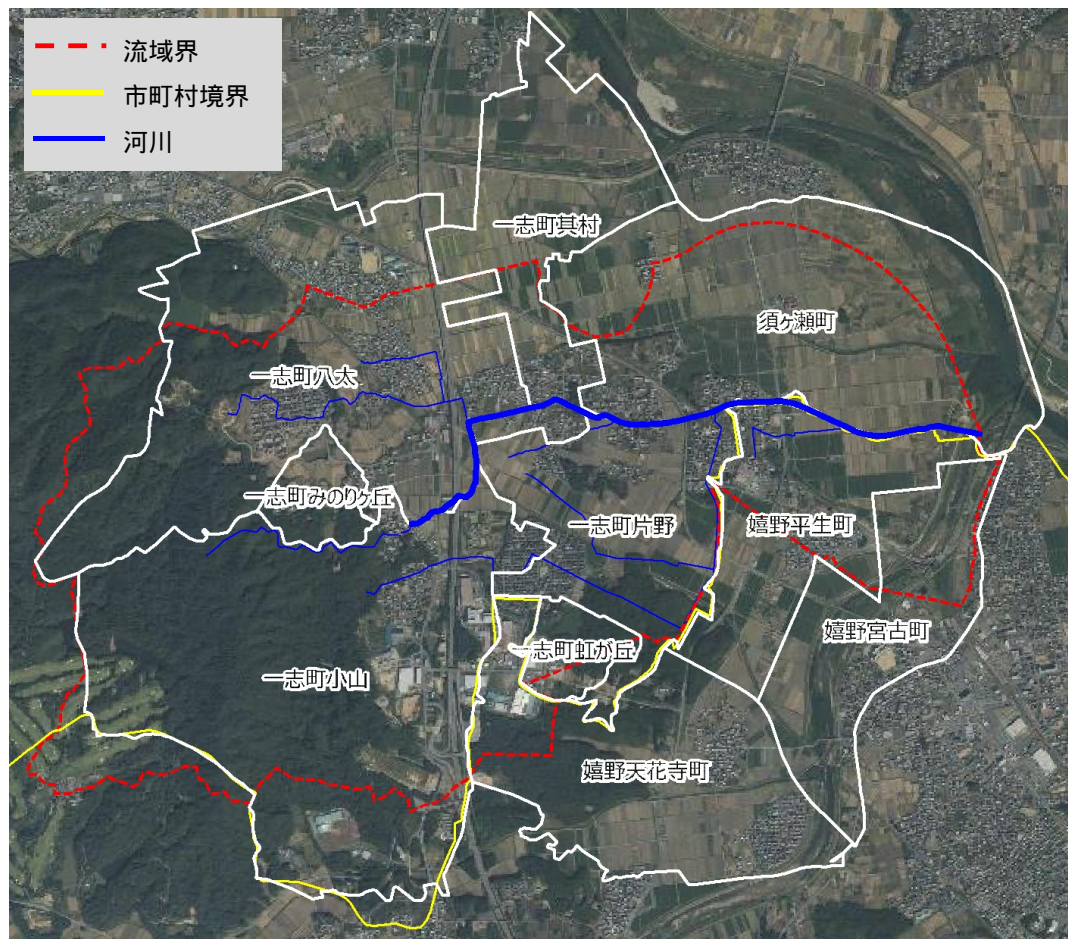 流域界
市町村境界
河川
一志町其村
須ヶ瀬町
一志町八太
一志町みのりヶ丘
一志町片野
嬉野平生町
嬉野宮古町
一志町虹が丘
一志町小山
嬉野天花寺町